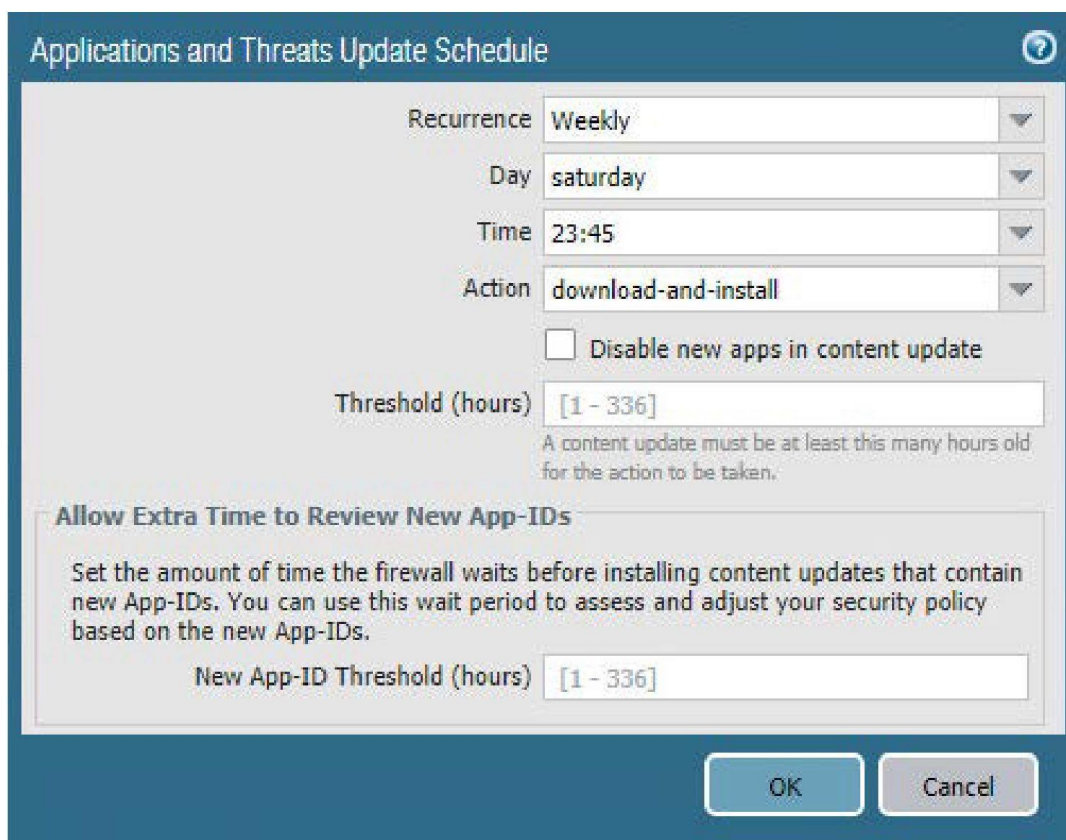 Applications and Threats Update Schedule ?
Recurrence Weekly
Day saturday
Time 23:45
Action download-and-install
Disable new apps in content update
Threshold (hours) [1 - 336]
A content update must be at least this many hours old
for the action to be taken.
Allow Extra Time to Review New App-IDs
Set the amount of time the firewall waits before installing content updates that contain
new App-IDs. You can use this wait period to assess and adjust your security policy
based on the new App-IDs.
New App-ID Threshold (hours) [1 - 336]
OK Cancel